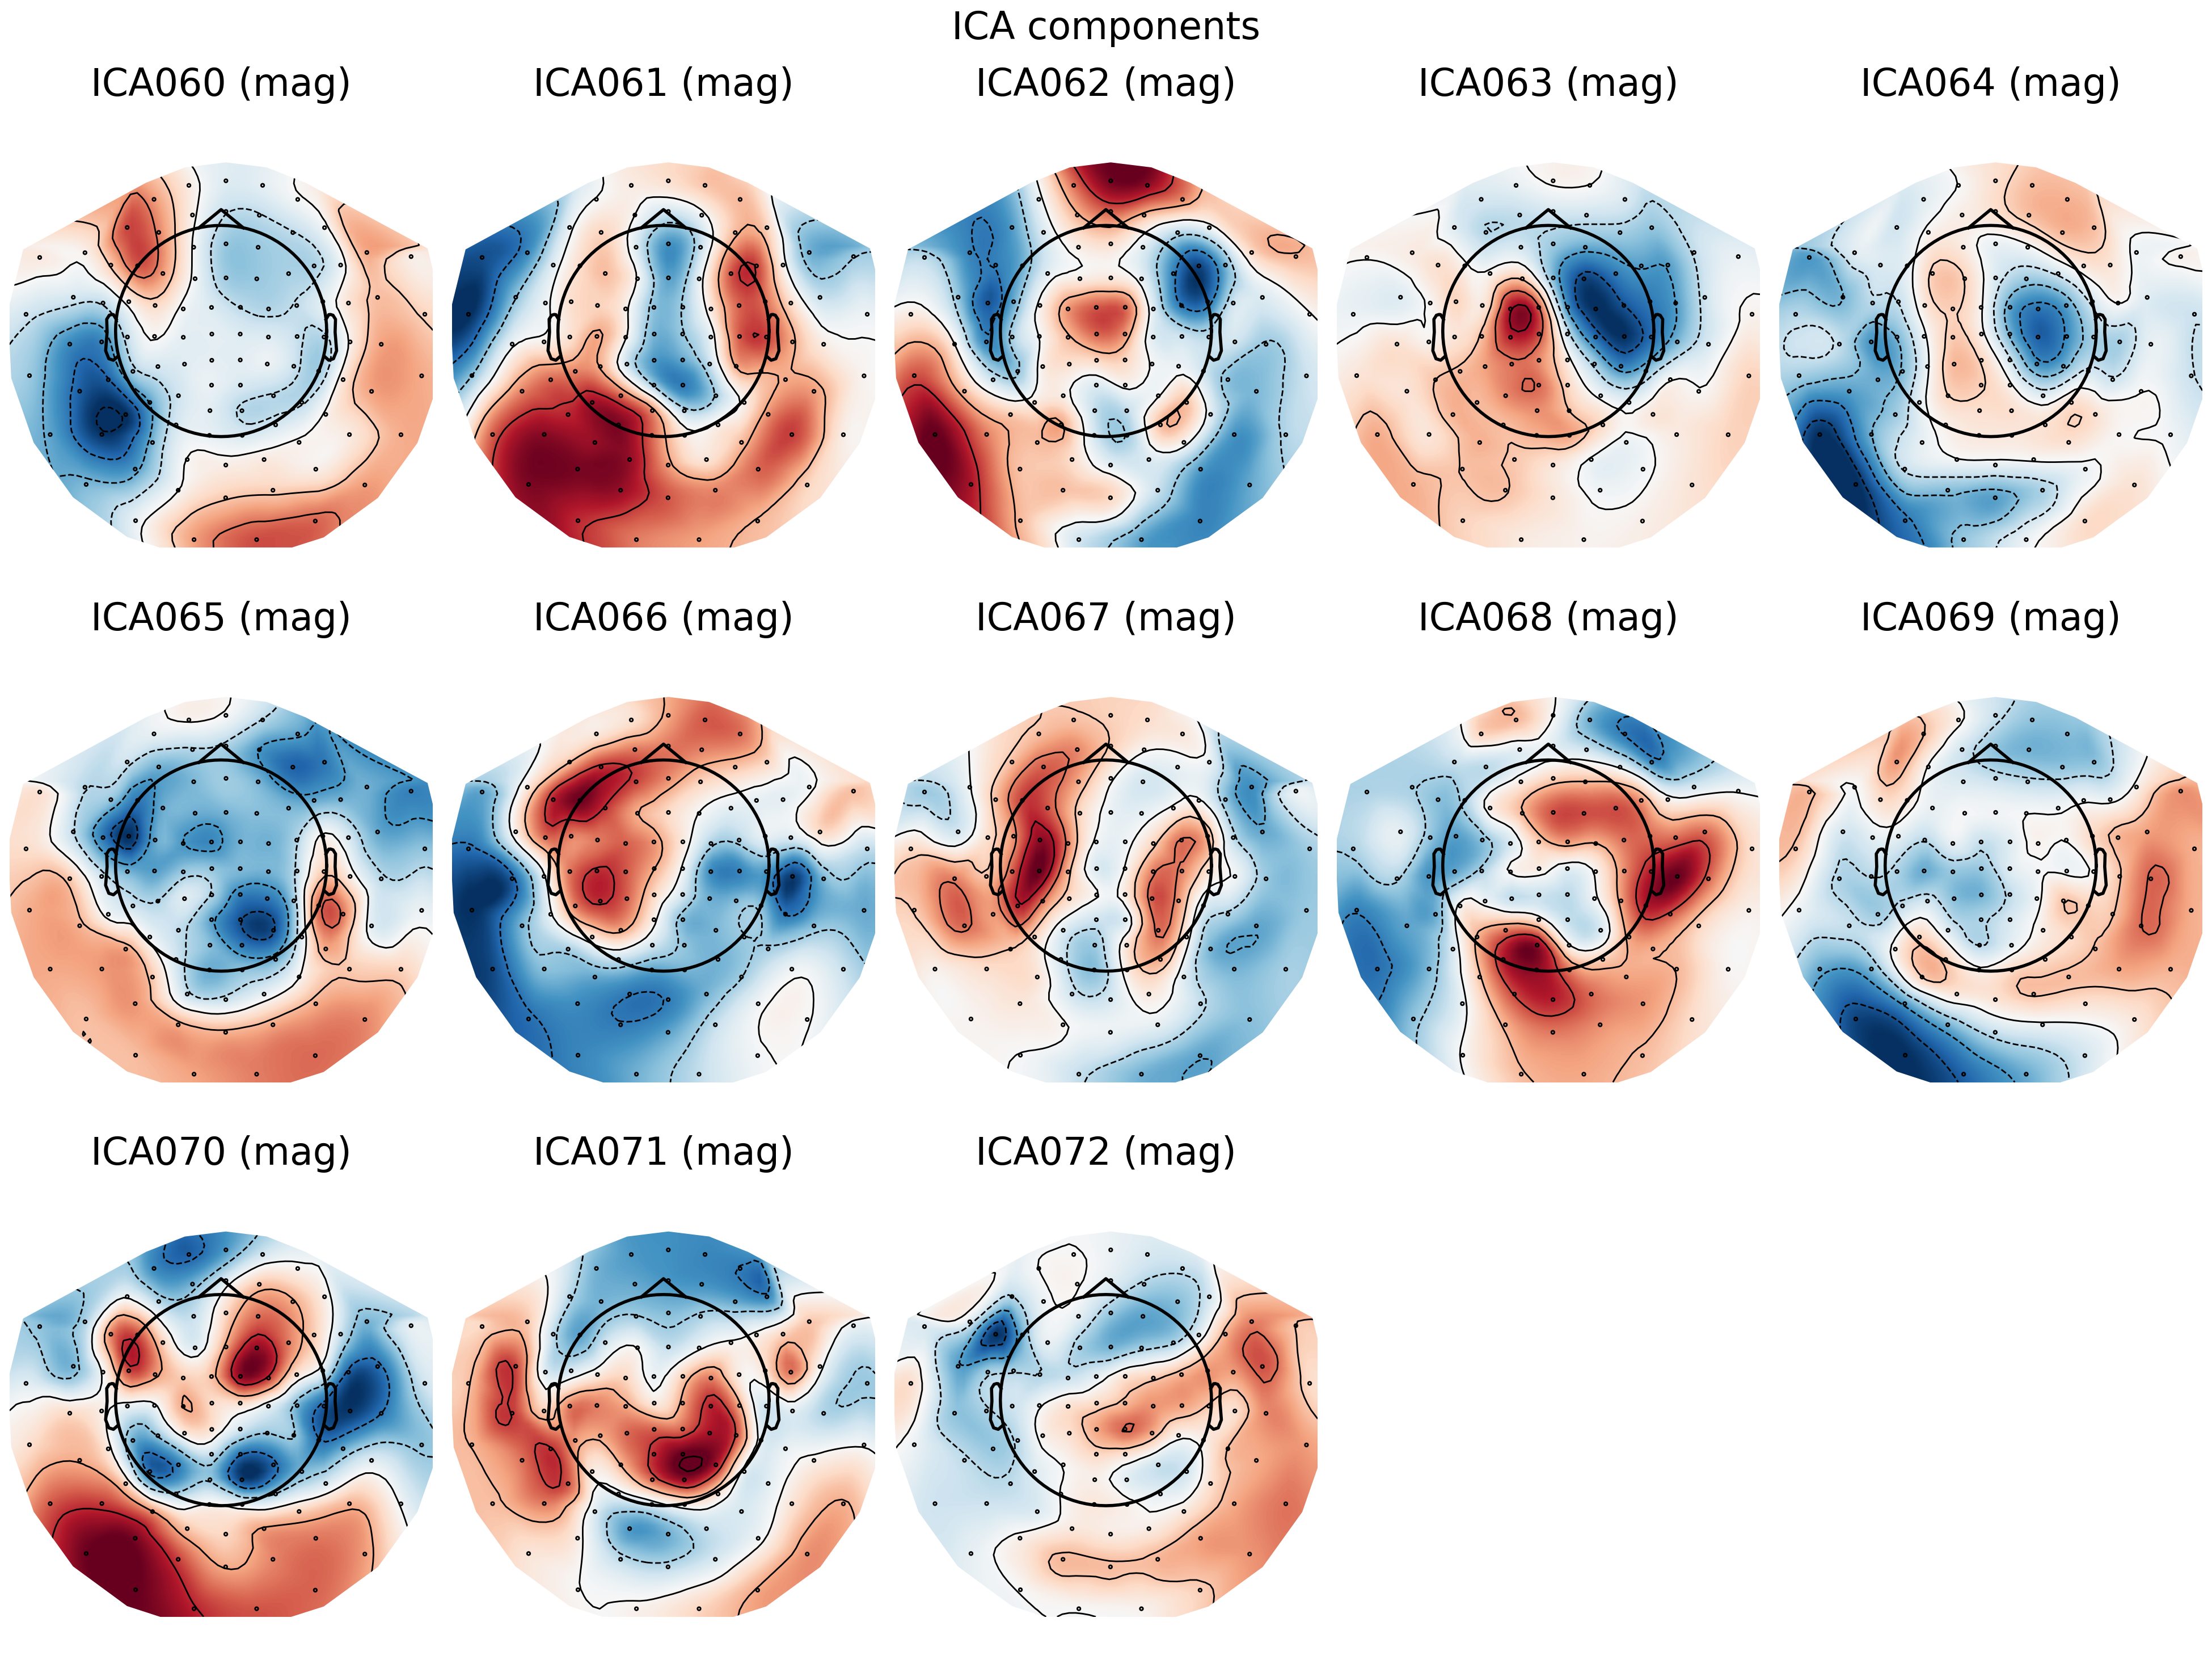 ICA components
ICA060 (mag) ICA061 (mag) ICA062 (mag) ICA063 (mag) ICA064 (mag)
ICA065 (mag) ICA066 (mag) ICA067 (mag) ICA068 (mag) ICA069 (mag)
ICA070 (mag) ICA071 (mag) ICA072 (mag)